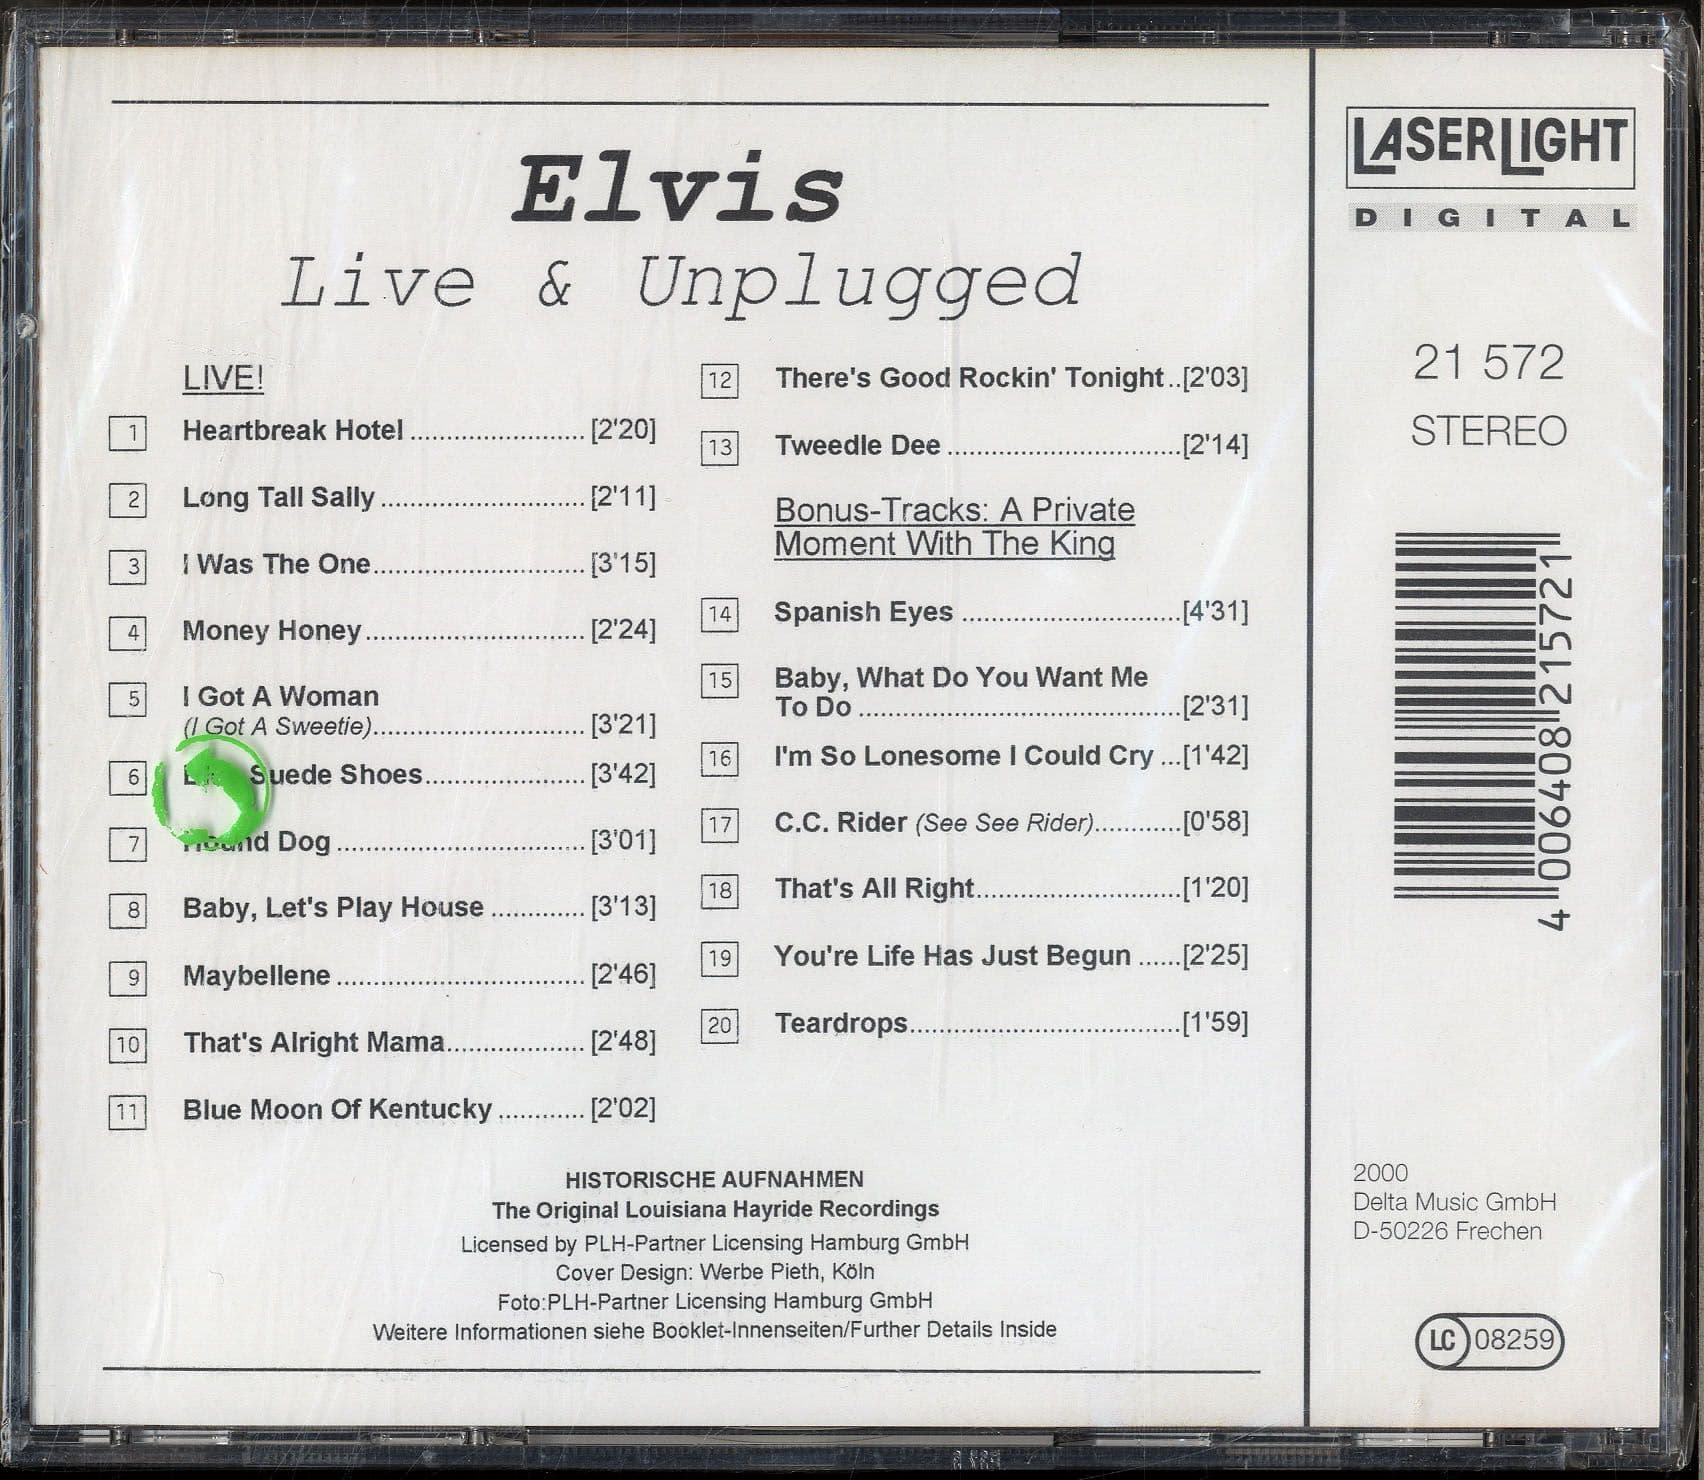 Elvis
Live & Unplugged
LIVE!
1 Heartbreak Hotel ...................... [2'20]
2 Long Tall Sally .......................... [2'11]
3 I Was The One........................... [3'15]
4 Money Honey............................ [2'24]
5 I Got A Woman
(I Got A Sweetie)........................... [3'21]
6 Suede Shoes.................... [3'42]
7 Hound Dog ............................... [3'01]
8 Baby, Let's Play House ............ [3'13]
9 Maybellene ............................... [2'46]
10 That's Alright Mama.................. [2'48]
11 Blue Moon Of Kentucky ........... [2'02]
12 There's Good Rockin' Tonight..[2'03]
13 Tweedle Dee ..............................[2'14]
Bonus-Tracks: A Private
Moment With The King
14 Spanish Eyes ............................[4'31]
15 Baby, What Do You Want Me
To Do .........................................[2'31]
16 I'm So Lonesome I Could Cry ...[1'42]
17 C.C. Rider (See See Rider)...........[0'58]
18 That's All Right..........................[1'20]
19 You're Life Has Just Begun ......[2'25]
20 Teardrops..................................[1'59]
HISTORISCHE AUFNAHMEN
The Original Louisiana Hayride Recordings
Licensed by PLH-Partner Licensing Hamburg GmbH
Cover Design: Werbe Pieth, Köln
Foto:PLH-Partner Licensing Hamburg GmbH
Weitere Informationen siehe Booklet-Innenseiten/Further Details Inside
LASERLIGHT
DIGITAL
21 572
STEREO
4 006408 215721
2000
Delta Music GmbH
D-50226 Frechen
LC 08259